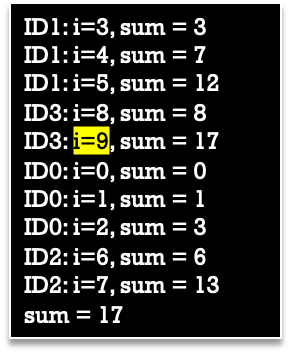 ID1: i=3, sum = 3
ID1: i=4, sum = 7
ID1: i=5, sum = 12
ID3: i=8, sum = 8
ID3: i=9, sum = 17
ID0: i=0, sum = 0
ID0: i=1, sum = 1
ID0: i=2, sum = 3
ID2: i=6, sum = 6
ID2: i=7, sum = 13
sum = 17